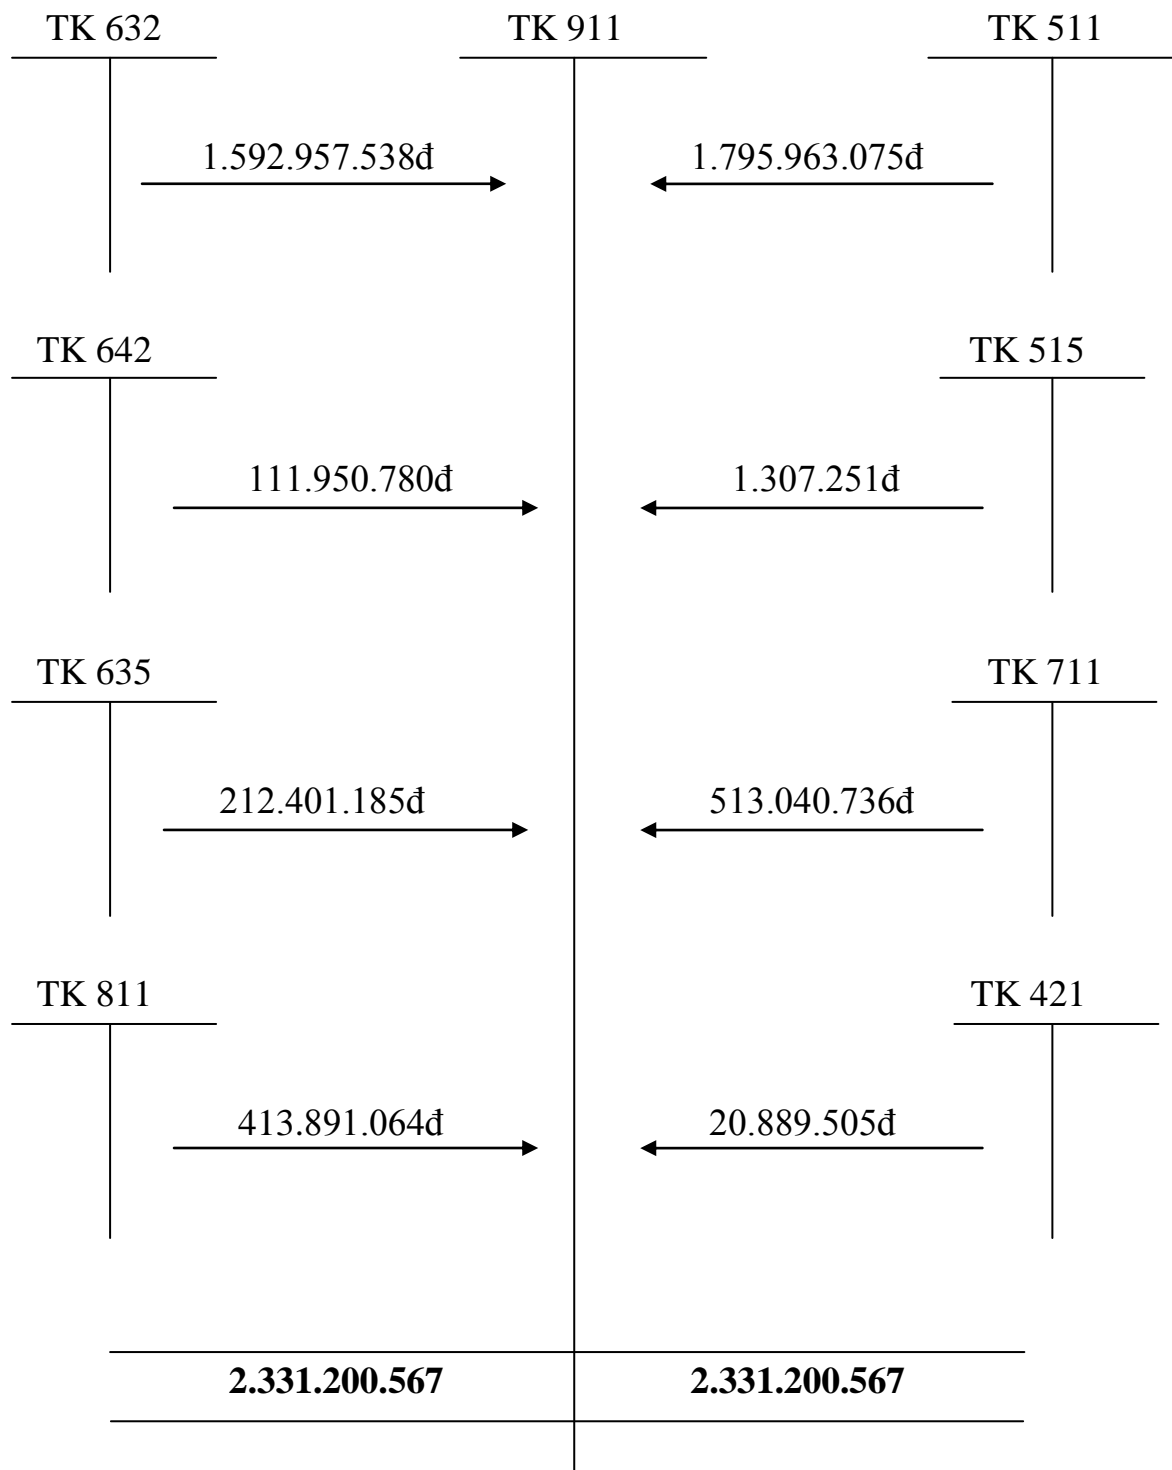 TK 632 TK 911 TK 511
1.592.957.538đ 1.795.963.075đ
TK 642 TK 515
111.950.780đ 1.307.251đ
TK 635 TK 711
212.401.185đ 513.040.736đ
TK 811 TK 421
413.891.064đ 20.889.505đ
2.331.200.567 2.331.200.567